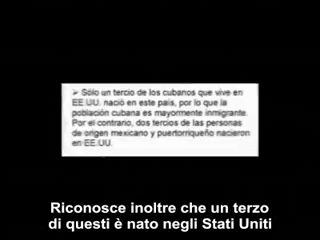 ➢ Sólo un tercio de los cubanos que vive en
EE.UU. nació en este país, por lo que la
población cubana es mayormente inmigrante.
Por el contrario, dos tercios de las personas
de origen mexicano y puertorriqueño nacieron
en EE.UU.
Riconosce inoltre che un terzo
di questi è nato negli Stati Uniti